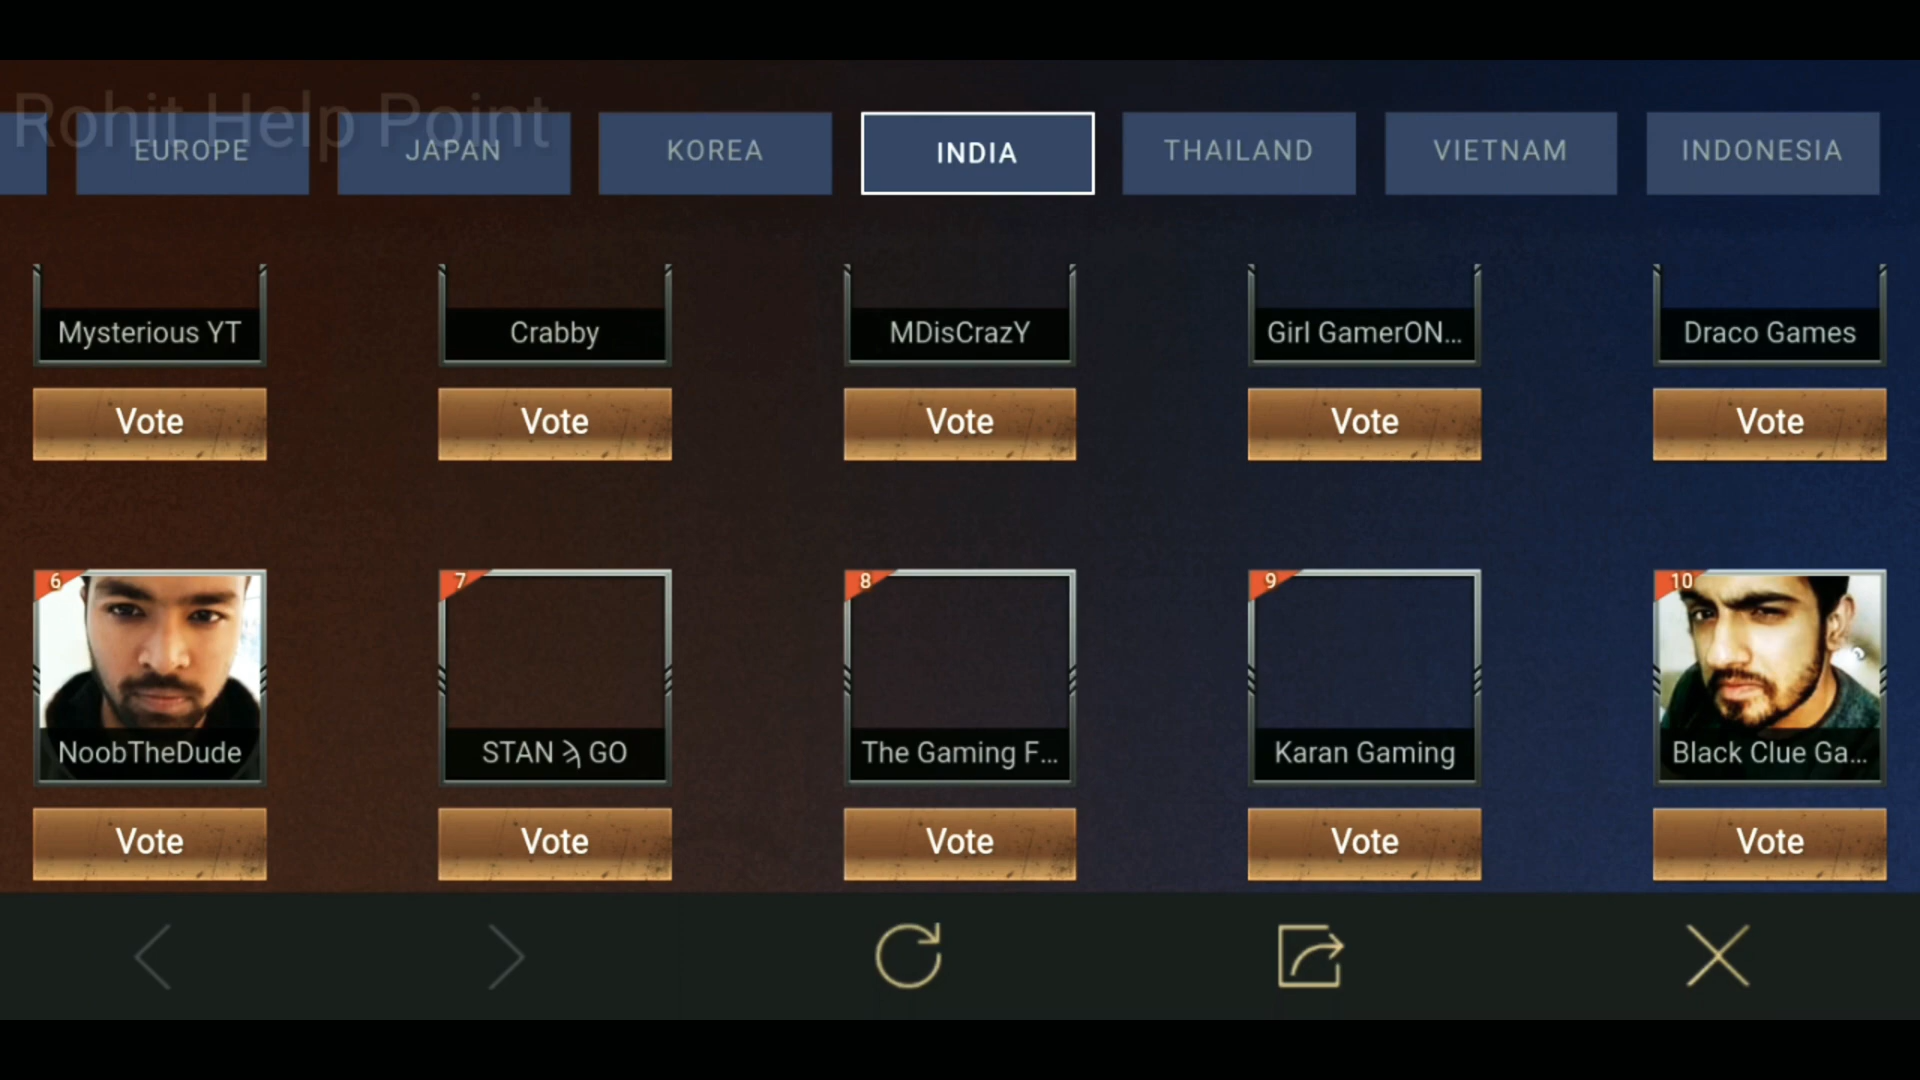 Rohit Help Point
EUROPE JAPAN KOREA INDIA THAILAND VIETNAM INDONESIA
Mysterious YT Crabby MDisCrazY Girl GamerON... Draco Games
Vote Vote Vote Vote Vote
6 7 8 9 10
NoobTheDude STAN GO The Gaming F... Karan Gaming Black Clue Ga...
Vote Vote Vote Vote Vote